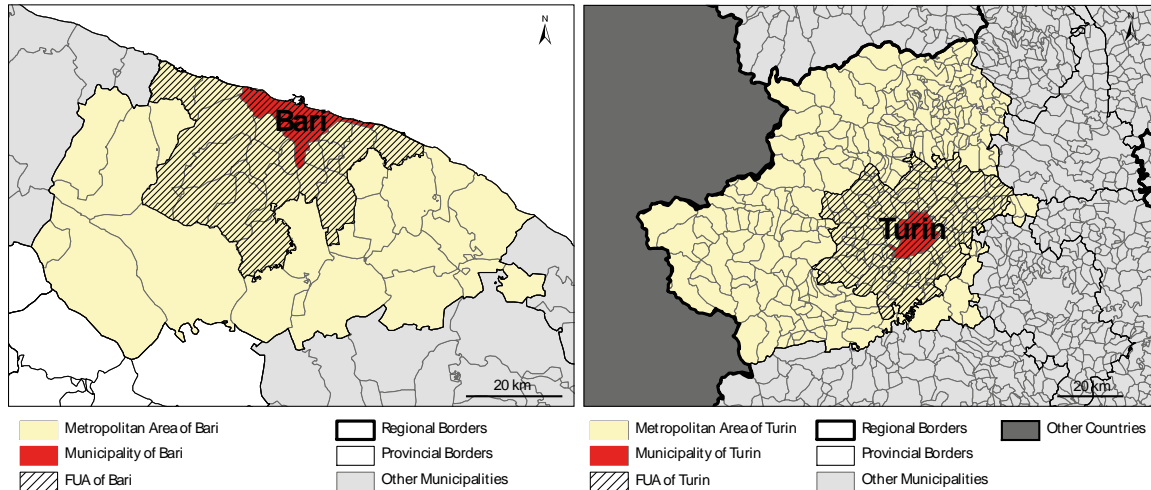 N
Bari
20 km
N
Turin
20 km
Metropolitan Area of Bari
Regional Borders
Municipality of Bari
Provincial Borders
FUA of Bari
Other Municipalities
Metropolitan Area of Turin
Regional Borders
Other Countries
Municipality of Turin
Provincial Borders
FUA of Turin
Other Municipalities